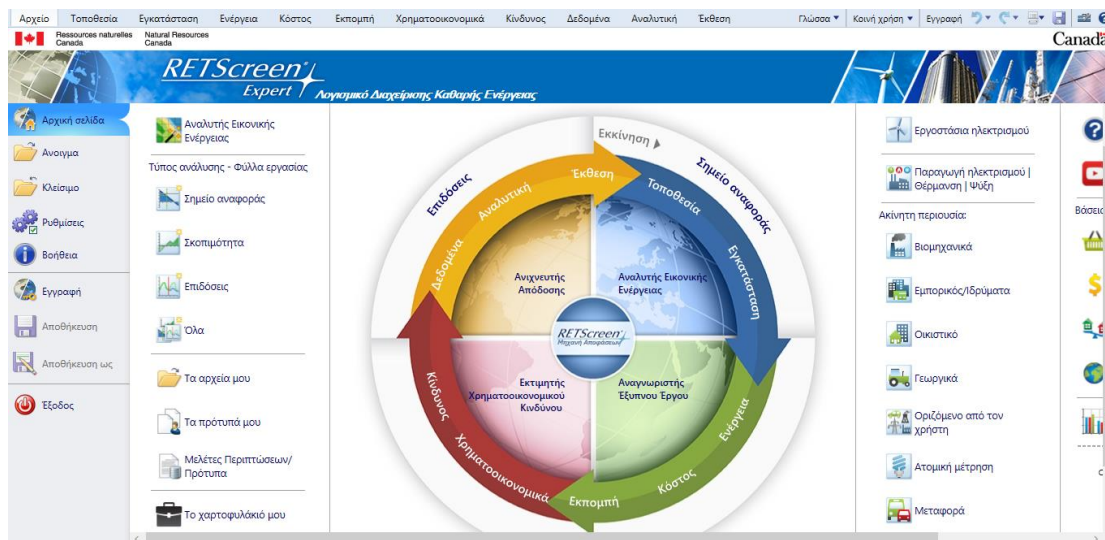 Αρχείο Τοποθεσία Εγκατάσταση Ενέργεια Κόστος Εκπομπή Χρηματοοικονομικά Κίνδυνος Δεδομένα Αναλυτική Έκθεση Γλώσσα Κοινή χρήση Εγγραφή
Ressources naturelles Canada
Natural Resources Canada
Canada
RETScreen
Expert
Λογισμικό Διαχείρισης Καθαρής Ενέργειας
Αρχική σελίδα
Ανοιγμα
Κλείσιμο
Ρυθμίσεις
Βοήθεια
Εγγραφή
Αποθήκευση
Αποθήκευση ως
Έξοδος
Αναλυτής Εικονικής
Ενέργειας
Τύπος ανάλυσης - Φύλλα εργασίας
Σημείο αναφοράς
Σκοπιμότητα
Επιδόσεις
Όλα
Τα αρχεία μου
Τα πρότυπά μου
Μελέτες Περιπτώσεων/
Πρότυπα
Το χαρτοφυλάκιό μου
Εκκίνηση
Επιδόσεις
Σημείο αναφοράς
Δεδομένα
Αναλυτική
Έκθεση
Τοποθεσία
Εγκατάσταση
Ενέργεια
Κόστος
Εκπομπή
Χρηματοοικονομικά
Κίνδυνος
Ανιχνευτής
Απόδοσης
Αναλυτής Εικονικής
Ενέργειας
RETScreen
Μηχανή Αποφάσεων
Εκτιμητής
Χρηματοοικονομικού
Κινδύνου
Αναγνωριστής
Έξυπνου Έργου
Εργοστάσια ηλεκτρισμού
Παραγωγή ηλεκτρισμού |
Θέρμανση | Ψύξη
Ακίνητη περιουσία:
Βιομηχανικά
Εμπορικός/Ιδρύματα
Οικιστικό
Γεωργικά
Οριζόμενο από τον
χρήστη
Ατομική μέτρηση
Μεταφορά